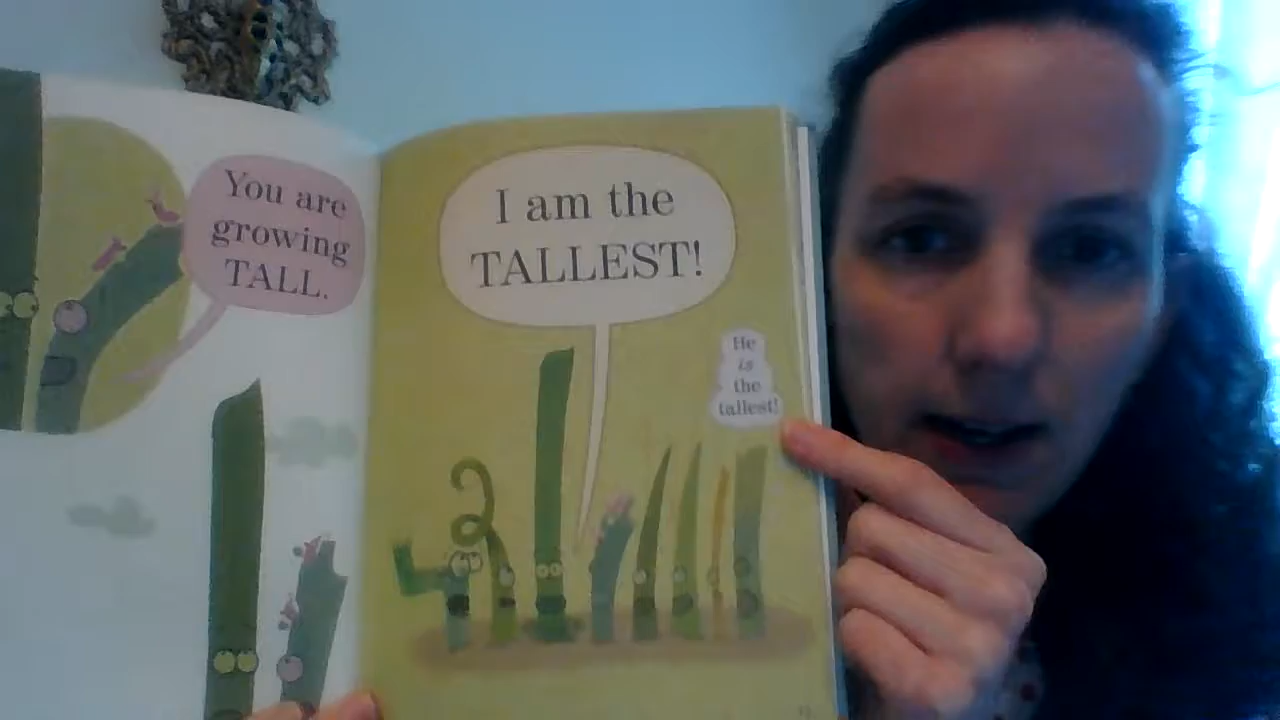 You are
growing
TALL.
I am the
TALLEST!
He
is
the
tallest!